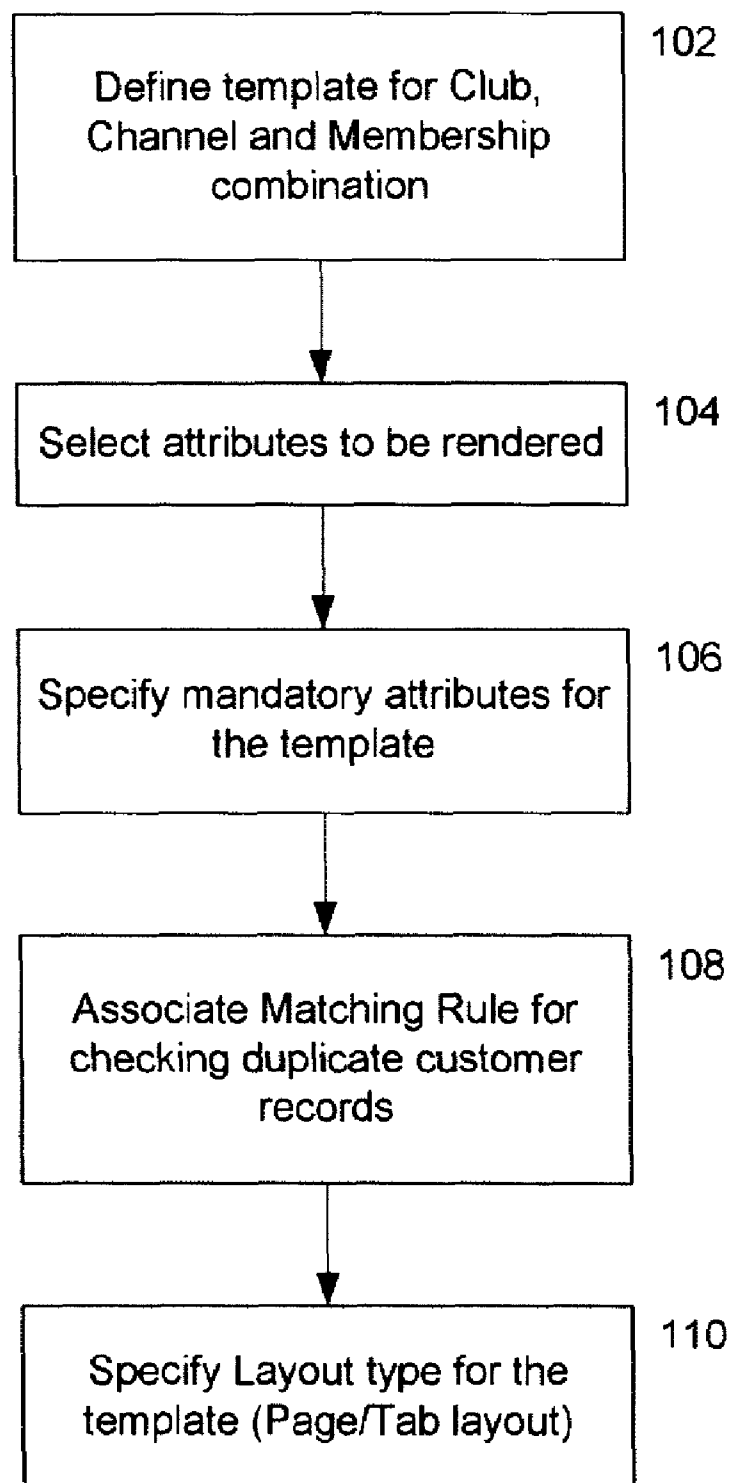 102
Define template for Club,
Channel and Membership
combination
104
Select attributes to be rendered
106
Specify mandatory attributes for
the template
108
Associate Matching Rule for
checking duplicate customer
records
110
Specify Layout type for the
template (Page/Tab layout)